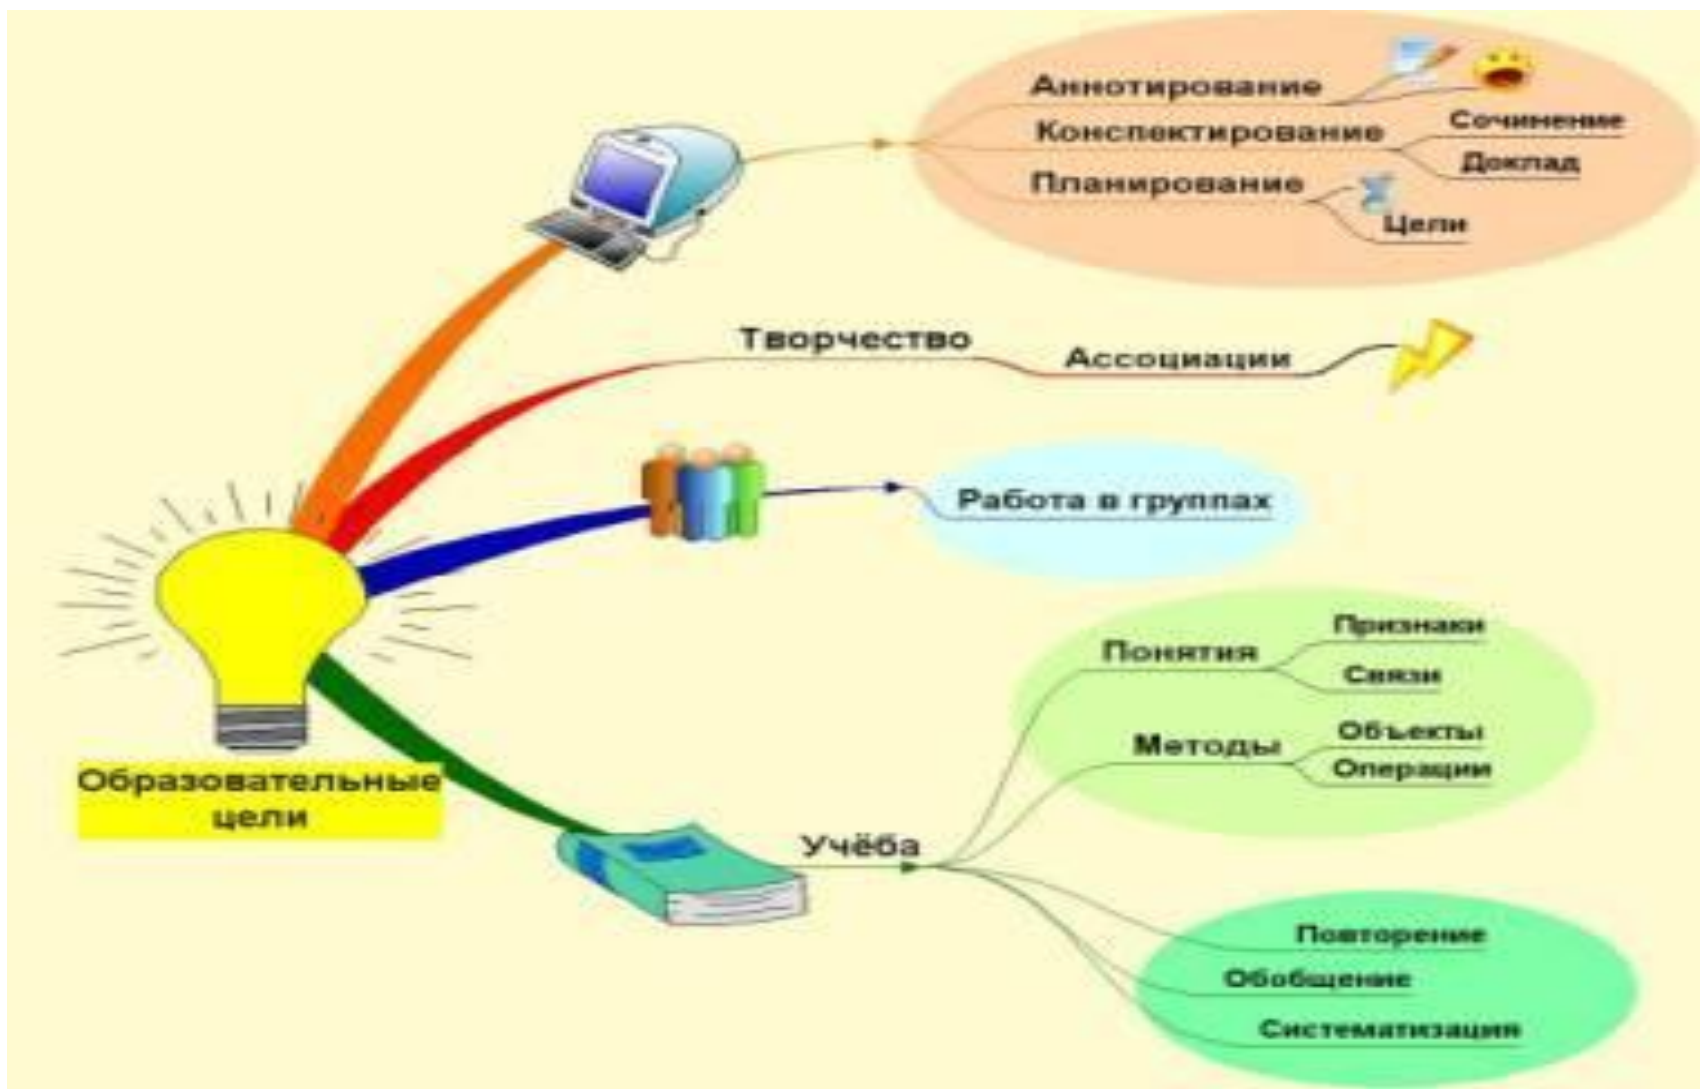 Аннотирование
Конспектирование
Сочинение
Доклад
Планирование
Цели
Творчество
Ассоциации
Работа в группах
Понятия
Признаки
Связи
Методы
Объекты
Операции
Образовательные
цели
Учёба
Повторение
Обобщение
Систематизация